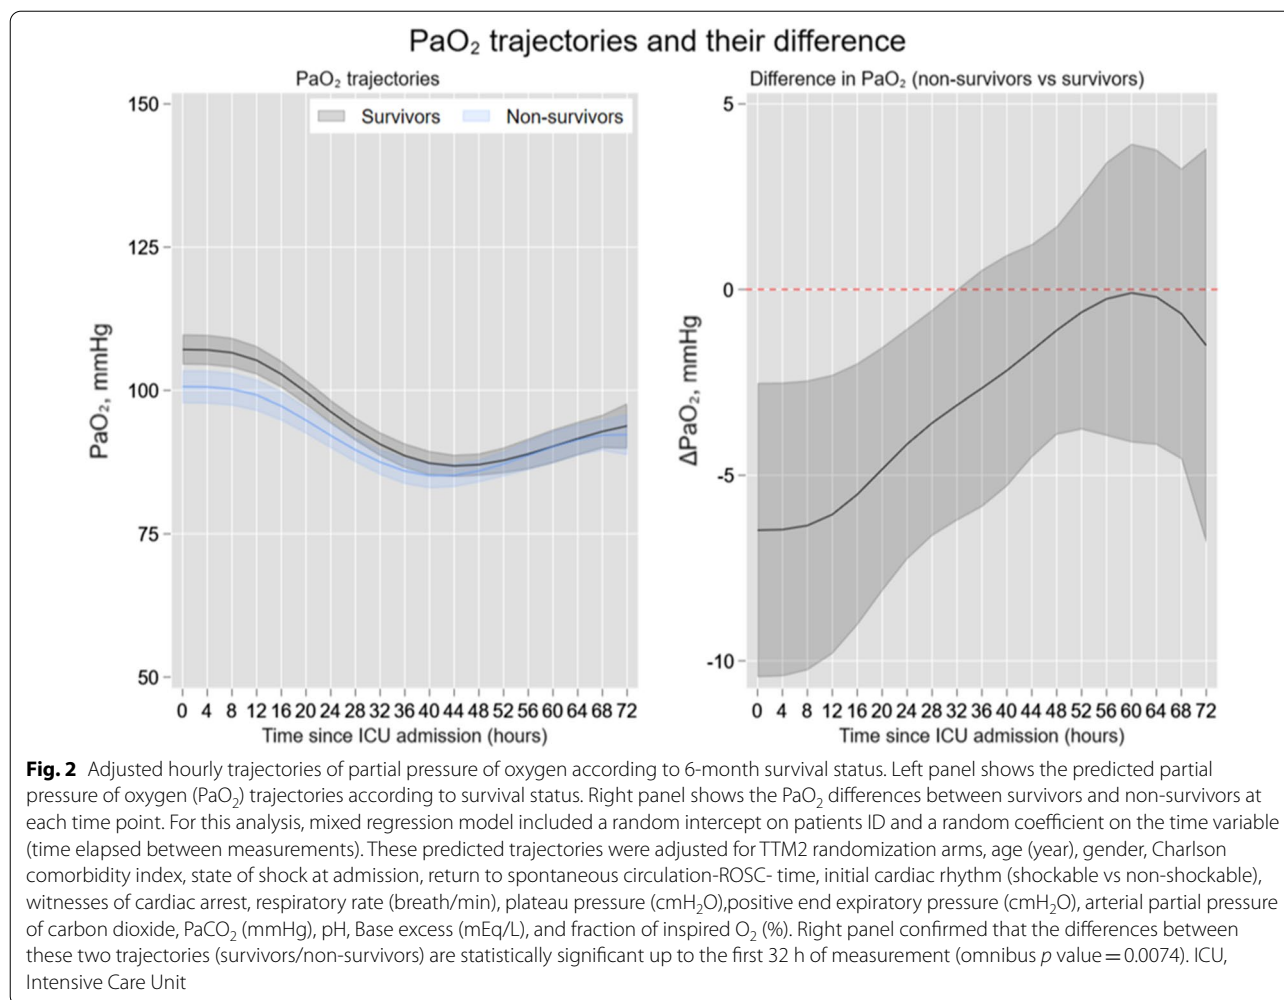 PaO₂ trajectories and their difference
PaO₂ trajectories
150
125
100
75
50
PaO₂, mmHg
Survivors
Non-survivors
0 4 8 12 16 20 24 28 32 36 40 44 48 52 56 60 64 68 72
Time since ICU admission (hours)
Difference in PaO₂ (non-survivors vs survivors)
5
0
-5
-10
ΔPaO₂, mmHg
0 4 8 12 16 20 24 28 32 36 40 44 48 52 56 60 64 68 72
Time since ICU admission (hours)
Fig. 2 Adjusted hourly trajectories of partial pressure of oxygen according to 6-month survival status. Left panel shows the predicted partial
pressure of oxygen (PaO₂) trajectories according to survival status. Right panel shows the PaO₂ differences between survivors and non-survivors at
each time point. For this analysis, mixed regression model included a random intercept on patients ID and a random coefficient on the time variable
(time elapsed between measurements). These predicted trajectories were adjusted for TTM2 randomization arms, age (year), gender, Charlson
comorbidity index, state of shock at admission, return to spontaneous circulation-ROSC- time, initial cardiac rhythm (shockable vs non-shockable),
witnesses of cardiac arrest, respiratory rate (breath/min), plateau pressure (cmH₂O),positive end expiratory pressure (cmH₂O), arterial partial pressure
of carbon dioxide, PaCO₂ (mmHg), pH, Base excess (mEq/L), and fraction of inspired O₂ (%). Right panel confirmed that the differences between
these two trajectories (survivors/non-survivors) are statistically significant up to the first 32 h of measurement (omnibus p value = 0.0074). ICU,
Intensive Care Unit